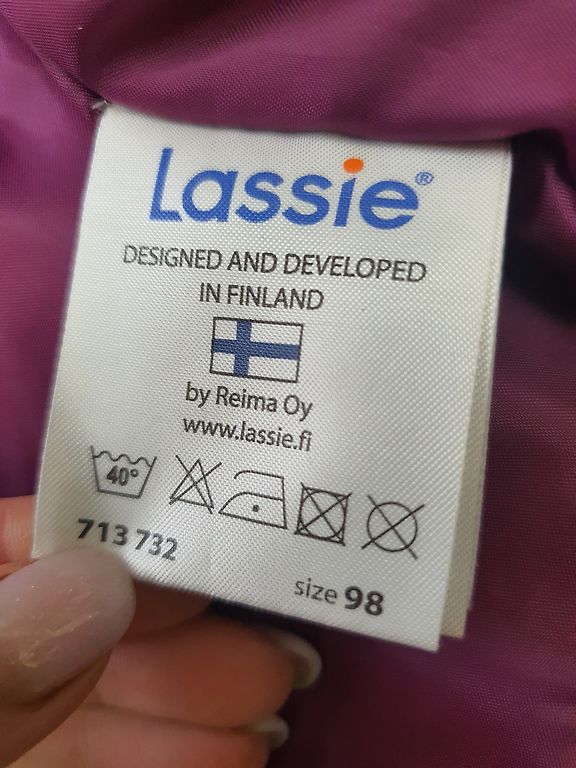 Lassie®
DESIGNED AND DEVELOPED
IN FINLAND
by Reima Oy
www.lassie.fi
40°
713 732
size 98